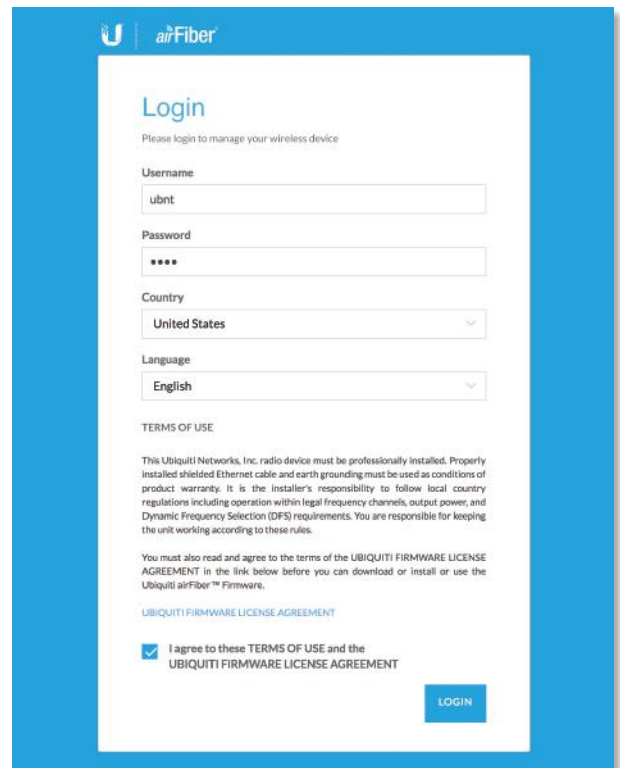 airFiber
Login
Please login to manage your wireless device
Username
ubnt
Password
••••
Country
United States
Language
English
TERMS OF USE
This Ubiquiti Networks, Inc. radio device must be professionally installed. Properly
installed shielded Ethernet cable and earth grounding must be used as conditions of
product warranty. It is the installer's responsibility to follow local country
regulations including operation within legal frequency channels, output power, and
Dynamic Frequency Selection (DFS) requirements. You are responsible for keeping
the unit working according to these rules.
You must also read and agree to the terms of the UBIQUITI FIRMWARE LICENSE
AGREEMENT in the link below before you can download or install or use the
Ubiquiti airFiber™ Firmware.
UBIQUITI FIRMWARE LICENSE AGREEMENT
I agree to these TERMS OF USE and the
UBIQUITI FIRMWARE LICENSE AGREEMENT
LOGIN